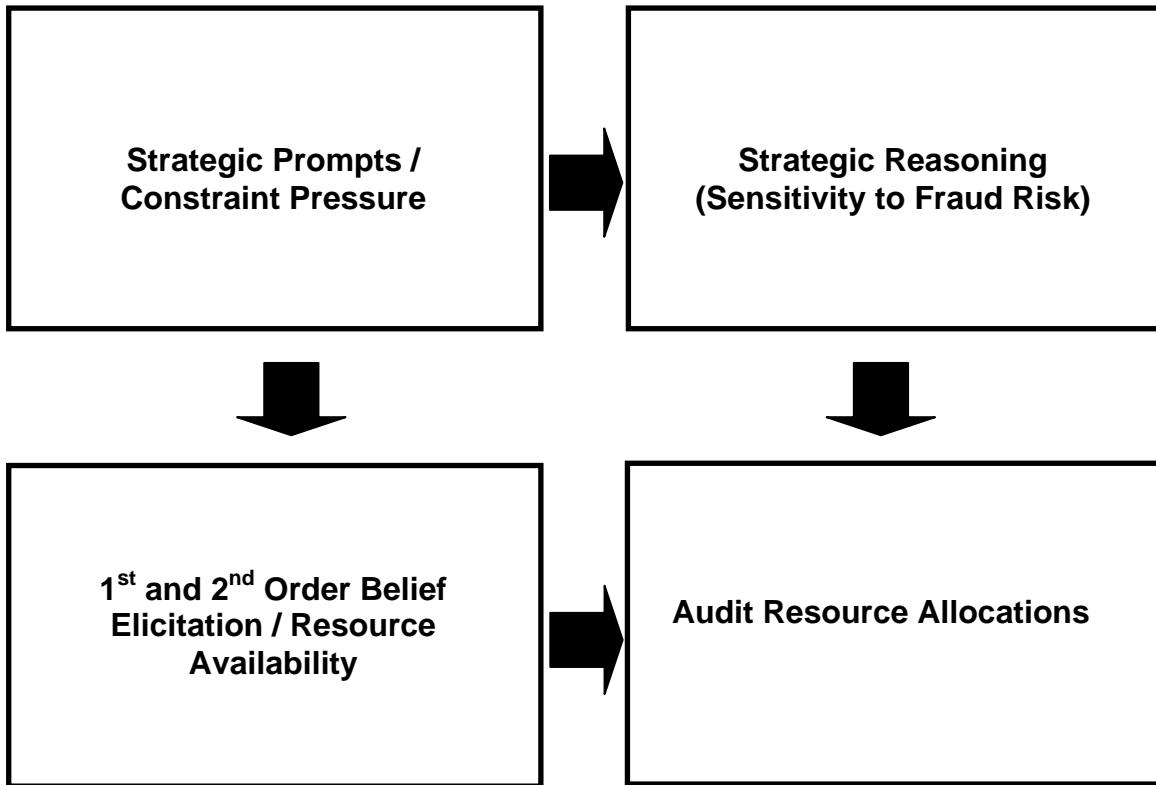 Strategic Prompts /
Constraint Pressure
Strategic Reasoning
(Sensitivity to Fraud Risk)
1st and 2nd Order Belief
Elicitation / Resource
Availability
Audit Resource Allocations